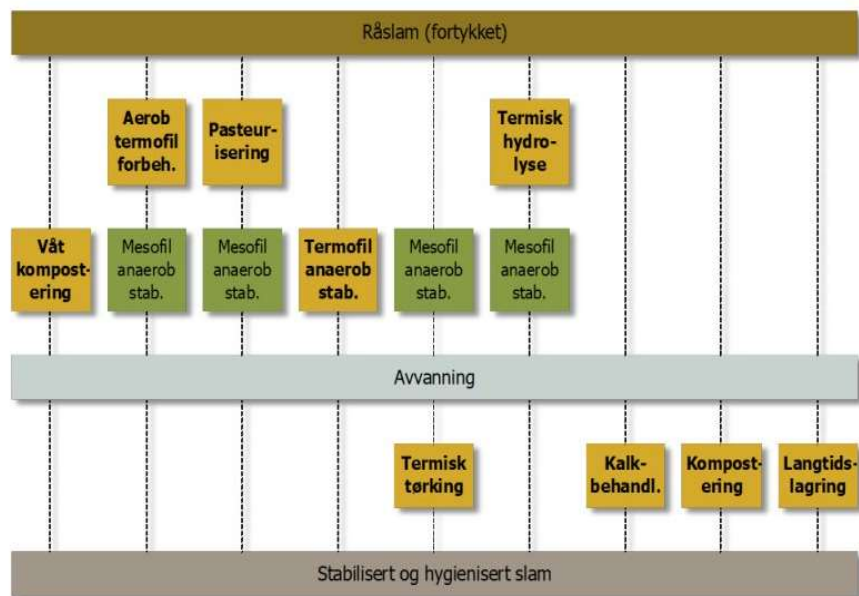 Råslam (fortykket)
Aerob
termofil
forbeh.
Pasteur-
isering
Termisk
hydro-
lyse
Våt
kompost-
ering
Mesofil
anaerob
stab.
Mesofil
anaerob
stab.
Termofil
anaerob
stab.
Mesofil
anaerob
stab.
Mesofil
anaerob
stab.
Avvanning
Termisk
tørking
Kalk-
behandl.
Kompost-
ering
Langtids-
lagring
Stabilisert og hygienisert slam